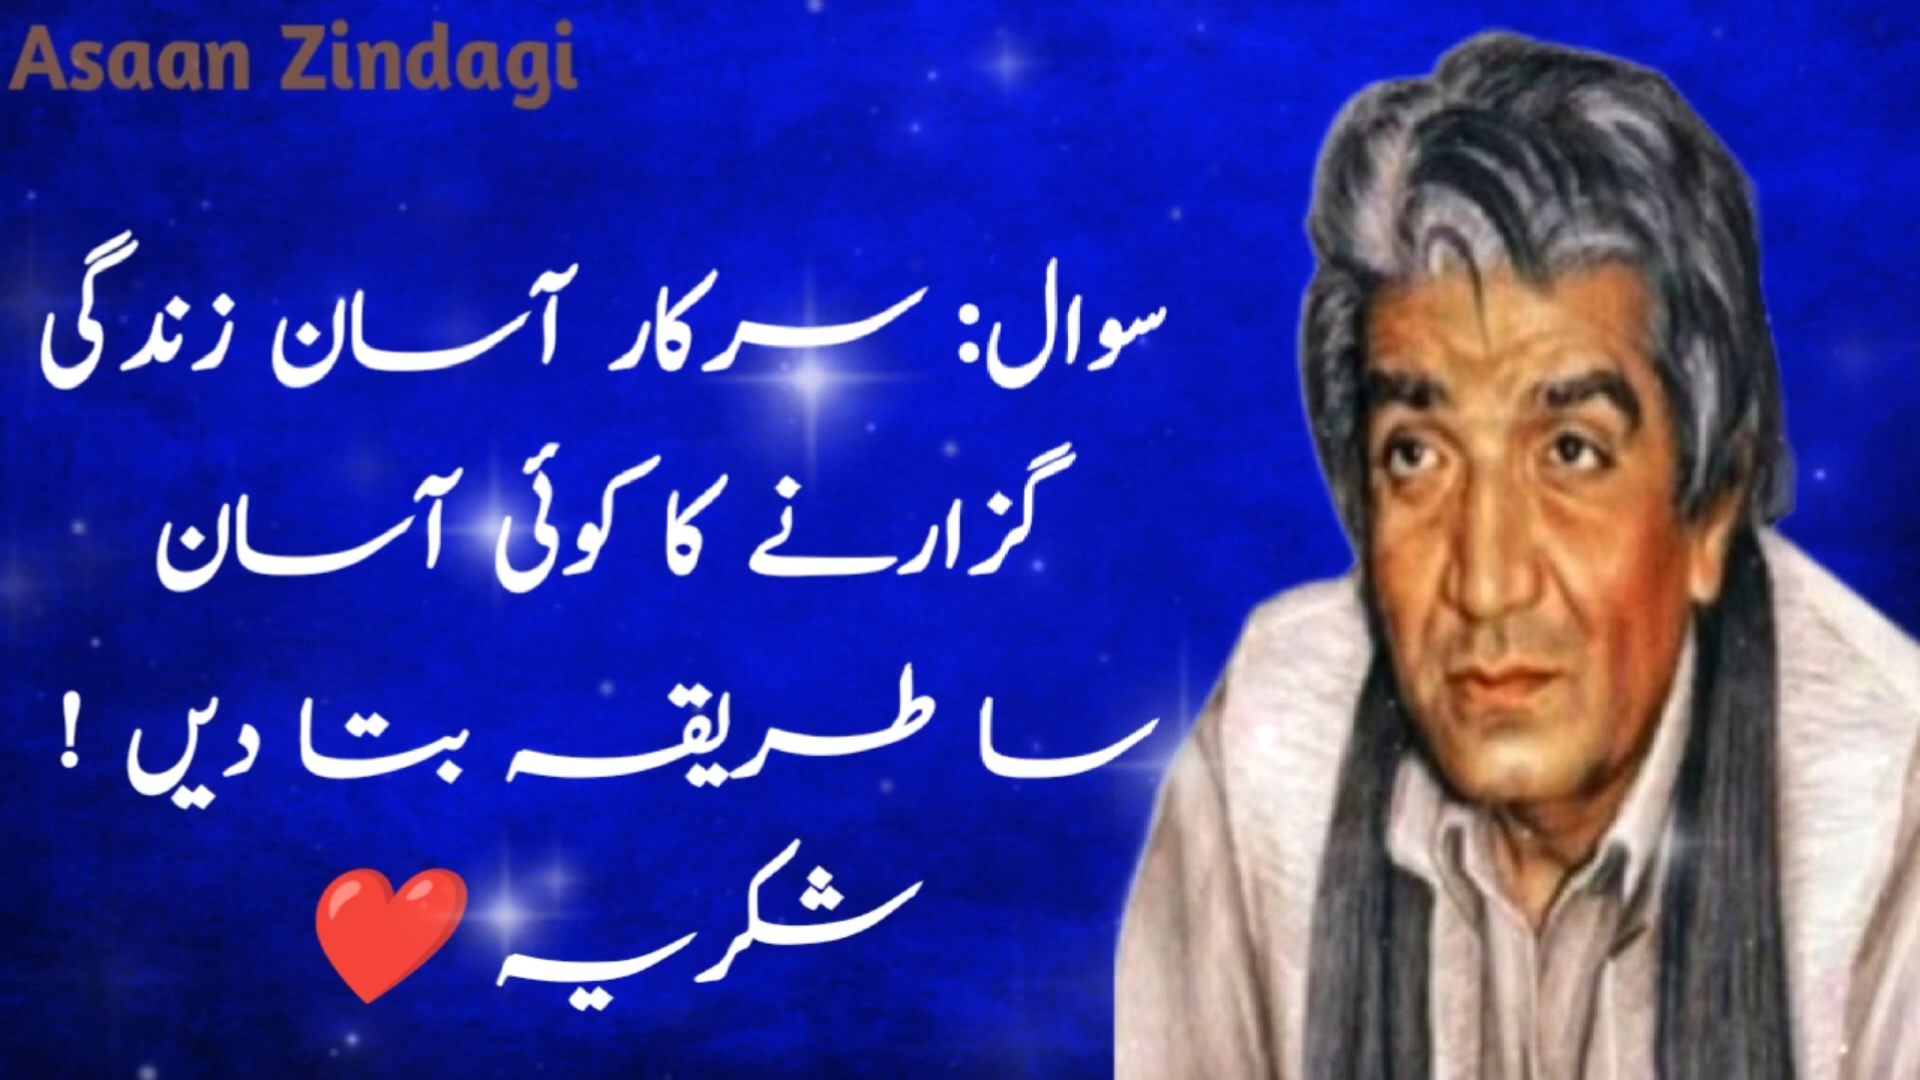 Asaan Zindagi
سوال: سرکار آسان زندگی
گزارنے کا کوئی آسان
سا طریقہ بتا دیں !
شکریہ ❤️